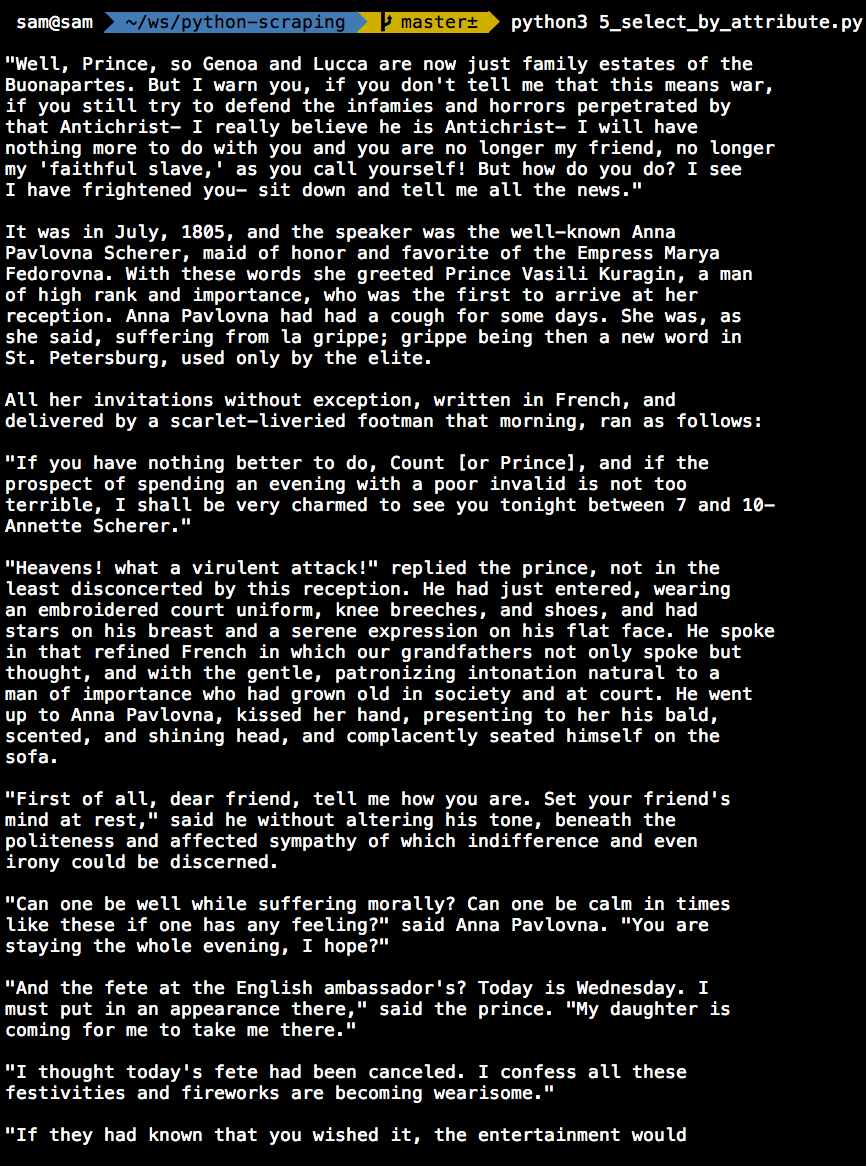 sam@sam ~/ws/python-scraping master± python3 5_select_by_attribute.py
"Well, Prince, so Genoa and Lucca are now just family estates of the
Buonapartes. But I warn you, if you don't tell me that this means war,
if you still try to defend the infamies and horrors perpetrated by
that Antichrist— I really believe he is Antichrist— I will have
nothing more to do with you and you are no longer my friend, no longer
my 'faithful slave,' as you call yourself! But how do you do? I see
I have frightened you— sit down and tell me all the news."
It was in July, 1805, and the speaker was the well-known Anna
Pavlovna Scherer, maid of honor and favorite of the Empress Marya
Fedorovna. With these words she greeted Prince Vasili Kuragin, a man
of high rank and importance, who was the first to arrive at her
reception. Anna Pavlovna had had a cough for some days. She was, as
she said, suffering from la grippe; grippe being then a new word in
St. Petersburg, used only by the elite.
All her invitations without exception, written in French, and
delivered by a scarlet-liveried footman that morning, ran as follows:
"If you have nothing better to do, Count [or Prince], and if the
prospect of spending an evening with a poor invalid is not too
terrible, I shall be very charmed to see you tonight between 7 and 10—
Annette Scherer."
"Heavens! what a virulent attack!" replied the prince, not in the
least disconcerted by this reception. He had just entered, wearing
an embroidered court uniform, knee breeches, and shoes, and had
stars on his breast and a serene expression on his flat face. He spoke
in that refined French in which our grandfathers not only spoke but
thought, and with the gentle, patronizing intonation natural to a
man of importance who had grown old in society and at court. He went
up to Anna Pavlovna, kissed her hand, presenting to her his bald,
scented, and shining head, and complacently seated himself on the
sofa.
"First of all, dear friend, tell me how you are. Set your friend's
mind at rest," said he without altering his tone, beneath the
politeness and affected sympathy of which indifference and even
irony could be discerned.
"Can one be well while suffering morally? Can one be calm in times
like these if one has any feeling?" said Anna Pavlovna. "You are
staying the whole evening, I hope?"
"And the fete at the English ambassador's? Today is Wednesday. I
must put in an appearance there," said the prince. "My daughter is
coming for me to take me there."
"I thought today's fete had been canceled. I confess all these
festivities and fireworks are becoming wearisome."
"If they had known that you wished it, the entertainment would